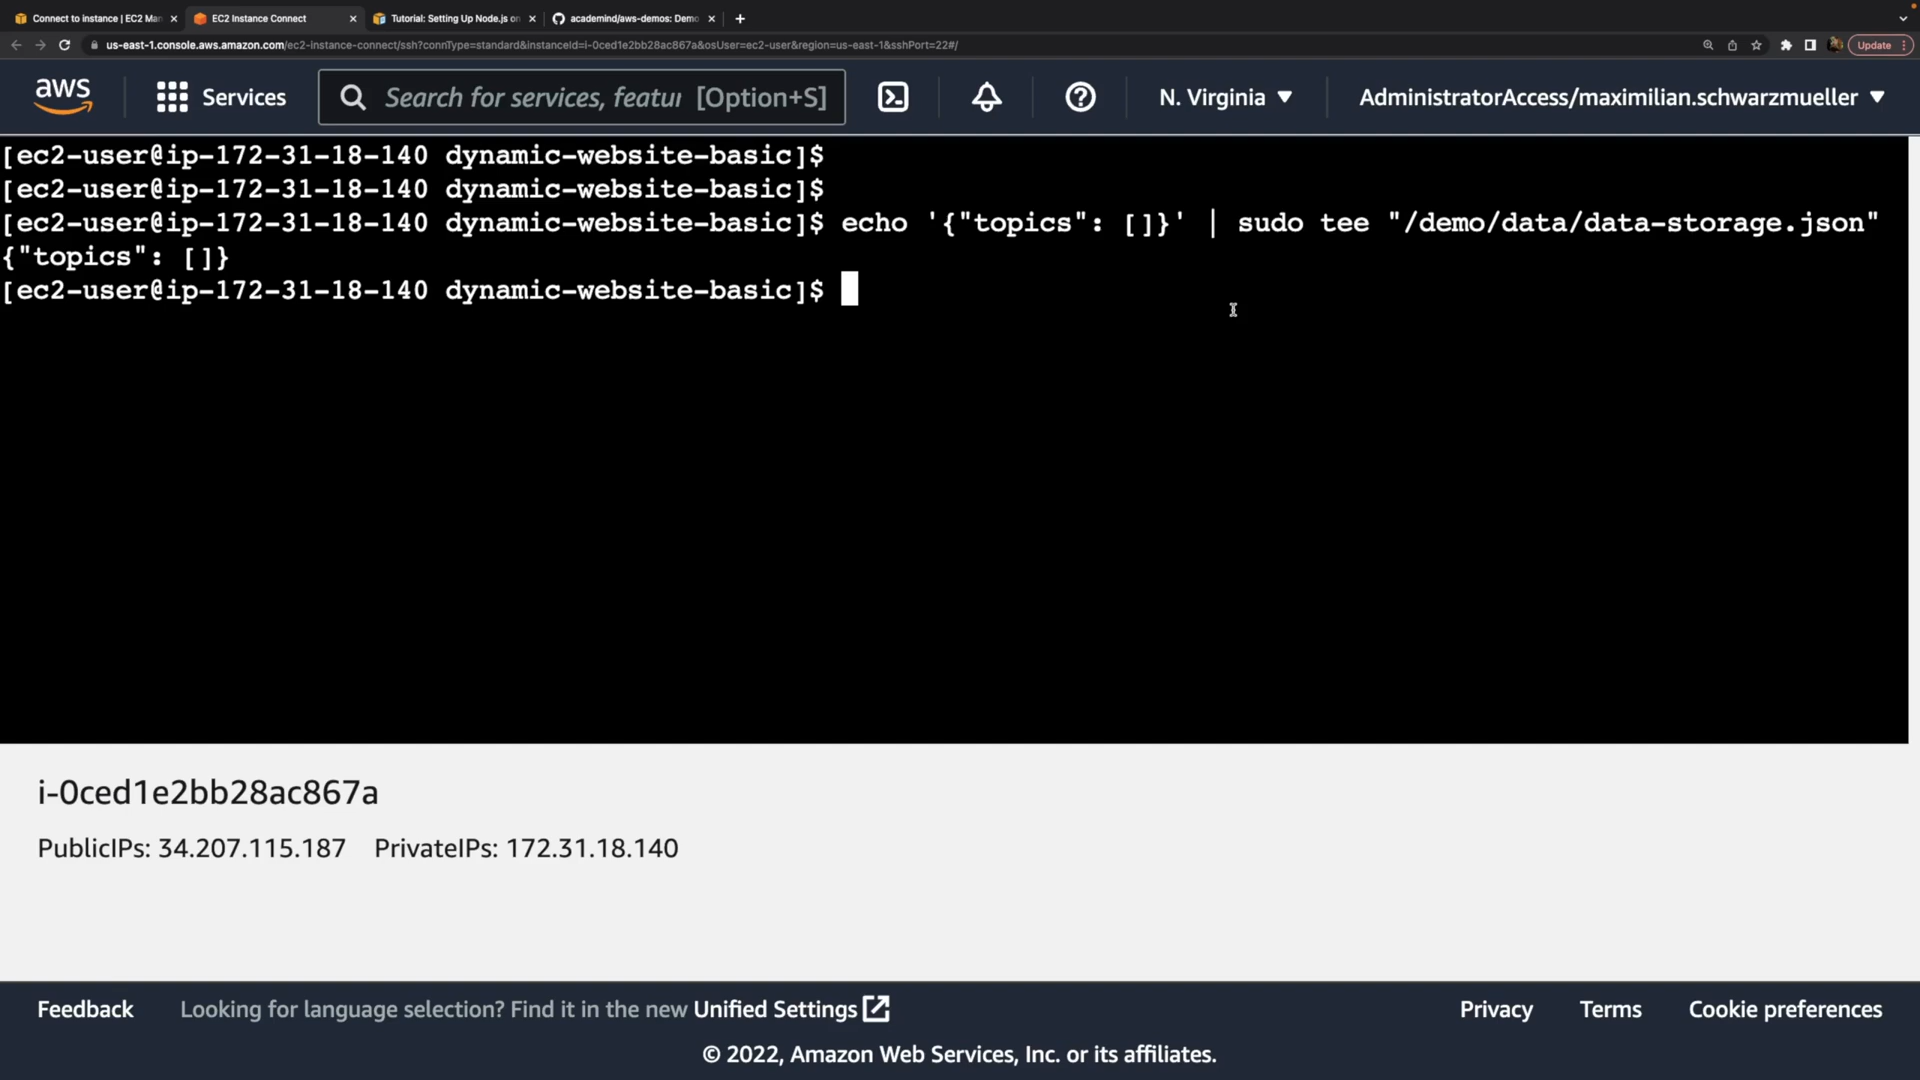 Connect to instance | EC2 Man
EC2 Instance Connect
Tutorial: Setting Up Node.js on
academind/aws-demos: Demo
us-east-1.console.aws.amazon.com/ec2-instance-connect/ssh?connType=standard&instanceId=i-0ced1e2bb28ac867a&osUser=ec2-user&region=us-east-1&sshPort=22#/
Update
aws
Services
Search for services, featur [Option+S]
N. Virginia
AdministratorAccess/maximilian.schwarzmueller
[ec2-user@ip-172-31-18-140 dynamic-website-basic]$
[ec2-user@ip-172-31-18-140 dynamic-website-basic]$
[ec2-user@ip-172-31-18-140 dynamic-website-basic]$ echo '{"topics": []}' | sudo tee "/demo/data/data-storage.json"
{"topics": []}
[ec2-user@ip-172-31-18-140 dynamic-website-basic]$
i-0ced1e2bb28ac867a
PublicIPs: 34.207.115.187 PrivateIPs: 172.31.18.140
Feedback
Looking for language selection? Find it in the new Unified Settings
Privacy
Terms
Cookie preferences
© 2022, Amazon Web Services, Inc. or its affiliates.